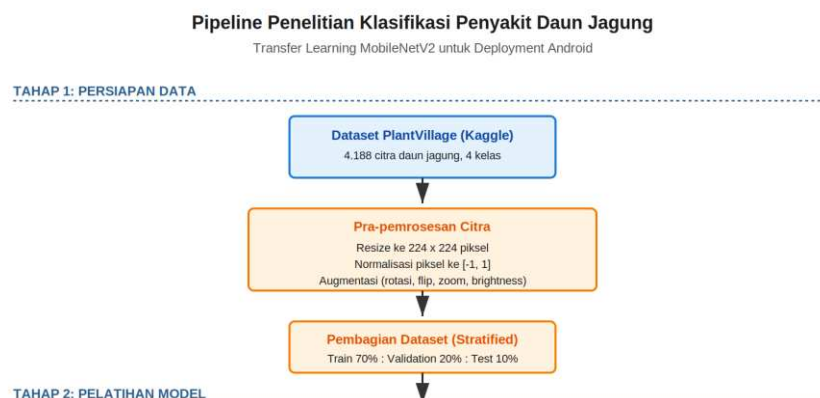 Pipeline Penelitian Klasifikasi Penyakit Daun Jagung
Transfer Learning MobileNetV2 untuk Deployment Android
TAHAP 1: PERSIAPAN DATA
Dataset PlantVillage (Kaggle)
4.188 citra daun jagung, 4 kelas
Pra-pemrosesan Citra
Resize ke 224 x 224 piksel
Normalisasi piksel ke [-1, 1]
Augmentasi (rotasi, flip, zoom, brightness)
Pembagian Dataset (Stratified)
Train 70% : Validation 20% : Test 10%
TAHAP 2: PELATIHAN MODEL